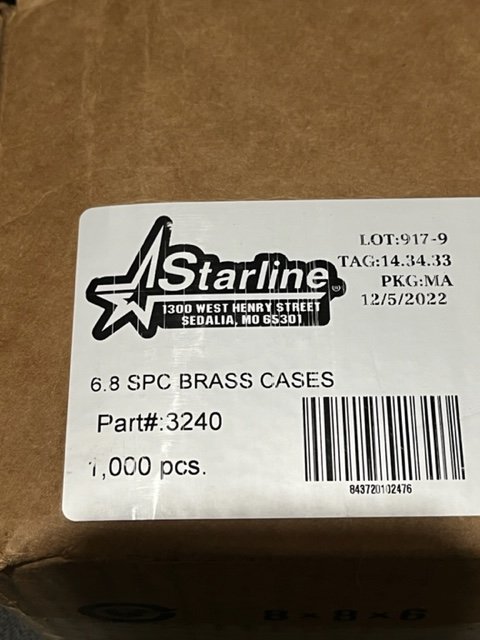 LOT:917-9
TAG:14.34.33
PKG:MA
12/5/2022
Starline
1300 WEST HENRY STREET
SEDALIA, MO 65301
6.8 SPC BRASS CASES
Part#:3240
1,000 pcs.
843720102476
8×8×6